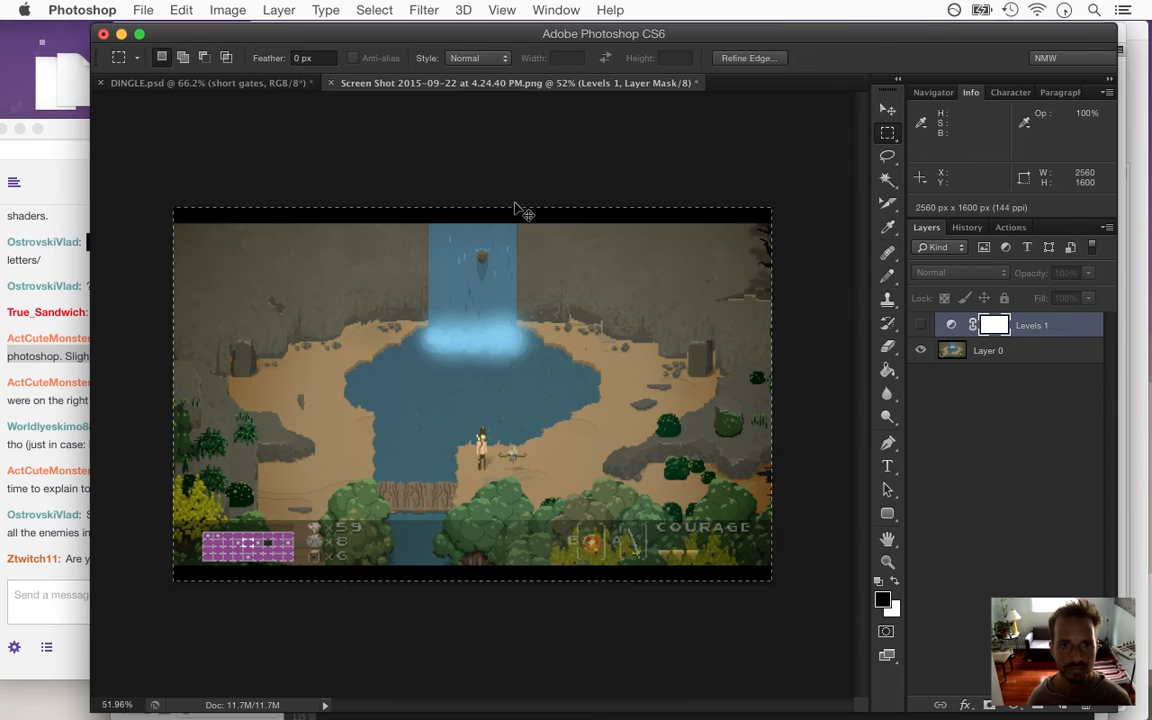 Photoshop File Edit Image Layer Type Select Filter 3D View Window Help
Adobe Photoshop CS6
Feather: 0 px Anti-alias Style: Normal Width: Height: Refine Edge... NMW
DINGLE.psd @ 66.2% (short gates, RGB/8*) *
Screen Shot 2015-09-22 at 4.24.40 PM.png @ 52% (Levels 1, Layer Mask/8) *
Navigator Info Character Paragraph
H: Op: 100%
S:
B:
X: W: 2560
Y: H: 1600
2560 px x 1600 px (144 ppi)
Layers History Actions
Kind
Normal Opacity: 100%
Lock: Fill: 100%
Levels 1
Layer 0
shaders.
OstrovskiVlad:
letters/
OstrovskiVlad: ?
True_Sandwich:
ActCuteMonster
photoshop. Sligh
ActCuteMonster
were on the right
Worldlyeskimo8
tho (just in case:
ActCuteMonster
time to explain to
OstrovskiVlad: S
all the enemies in
Ztwitch11: Are y
Send a message
x59
x8
x6
B A
COURAGE
51.96% Doc: 11.7M/11.7M
fx
135